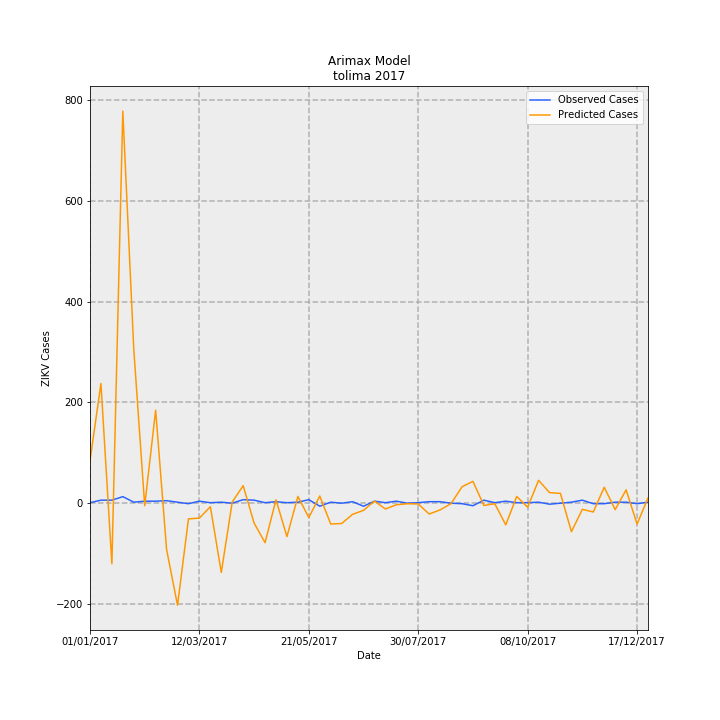 Arimax Model
tolima 2017
Observed Cases
Predicted Cases
800
600
400
200
0
−200
ZIKV Cases
01/01/2017
12/03/2017
21/05/2017
30/07/2017
08/10/2017
17/12/2017
Date